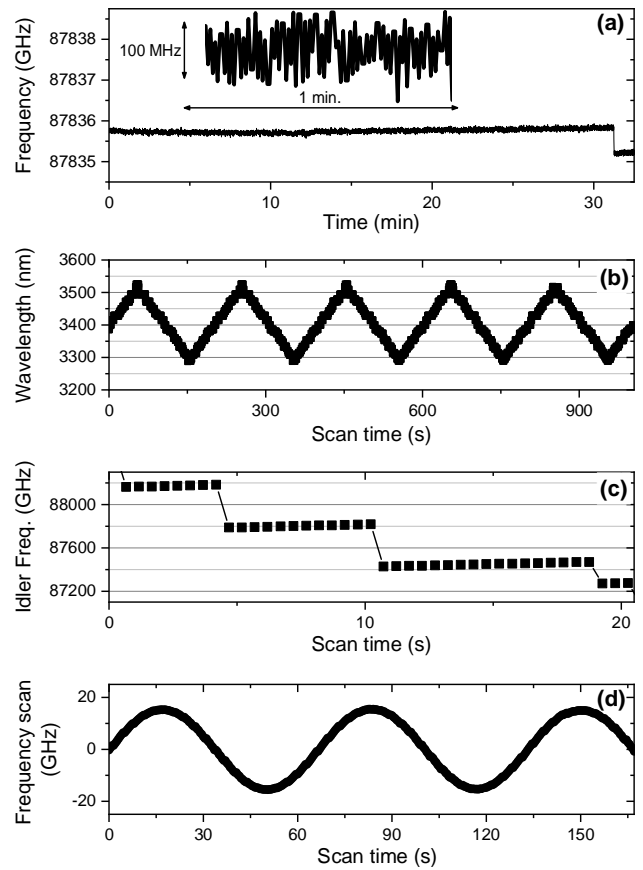 (a)
Frequency (GHz)
87838
87837
87836
87835
100 MHz
1 min.
0 10 20 30
Time (min)
(b)
Wavelength (nm)
3600
3500
3400
3300
3200
0 300 600 900
Scan time (s)
(c)
Idler Freq. (GHz)
88000
87600
87200
0 10 20
Scan time (s)
(d)
Frequency scan
(GHz)
20
0
-20
0 30 60 90 120 150
Scan time (s)